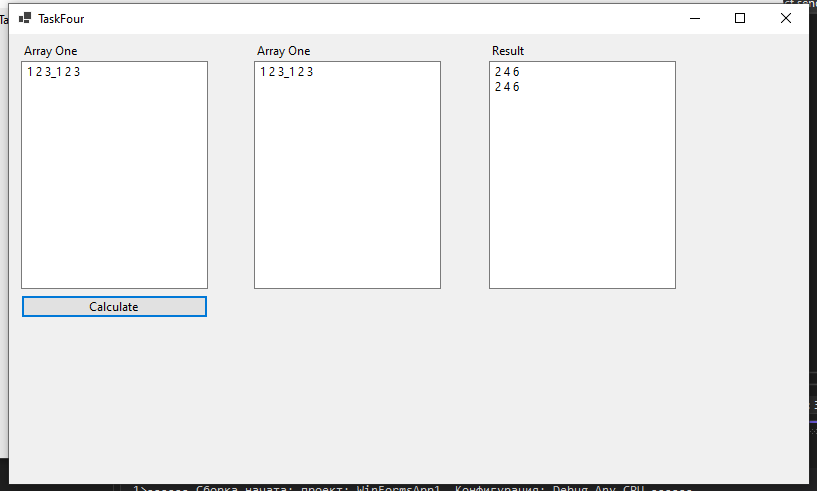 TaskFour
Array One
Array One
Result
1 2 3_1 2 3
1 2 3_1 2 3
2 4 6
2 4 6
Calculate